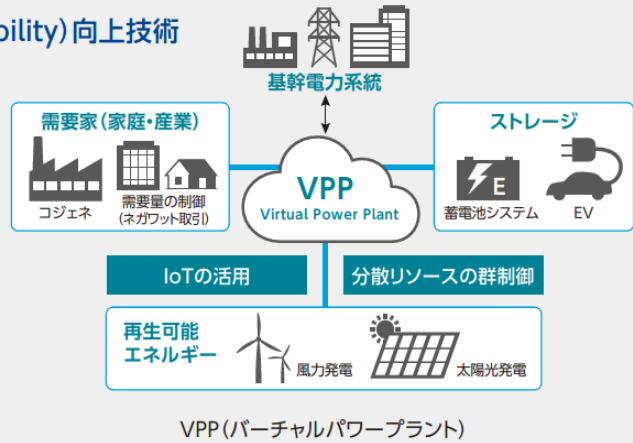 bility)向上技術
基幹電力系統
需要家(家庭・産業)
コジェネ
需要量の制御
(ネガワット取引)
VPP
Virtual Power Plant
ストレージ
E
蓄電池システム
EV
IoTの活用
分散リソースの群制御
再生可能
エネルギー
風力発電
太陽光発電
VPP(バーチャルパワープラント)